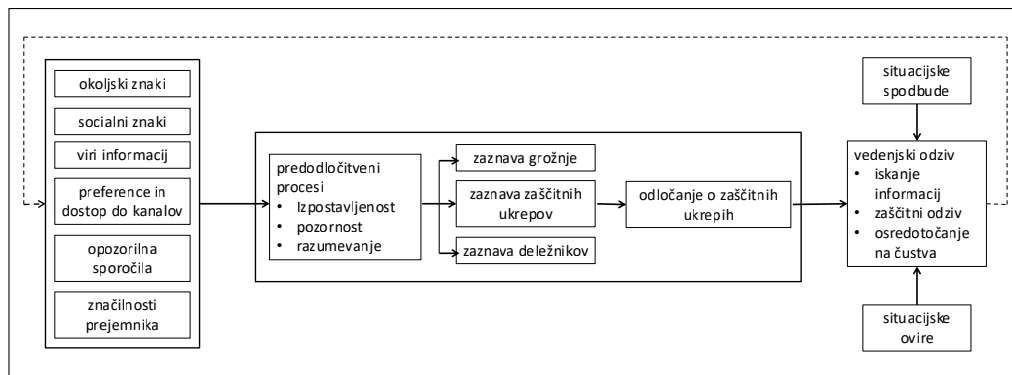 okoljski znaki
socialni znaki
viri informacij
preference in
dostop do kanalov
opozorilna
sporočila
značilnosti
prejemnika
predodločitveni
procesi
• Izpostavljenost
• pozornost
• razumevanje
zaznava grožnje
zaznava zaščitnih
ukrepov
zaznava deležnikov
odločanje o zaščitnih
ukrepih
situacijske
spodbude
vedenjski odziv
• iskanje
informacij
• zaščitni odziv
• osredotočanje
na čustva
situacijske
ovire